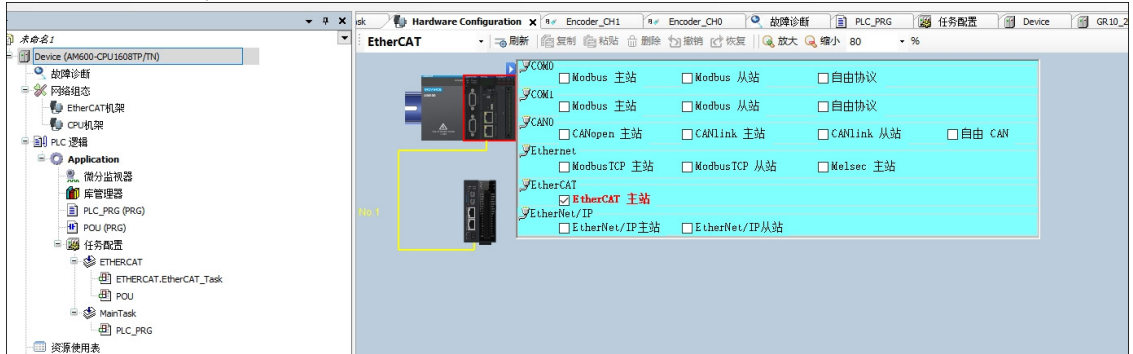 sk Hardware Configuration x Encoder_CH1 Encoder_CH0 故障诊断 PLC_PRG 任务配置 Device GR10_2
未命名1
EtherCAT 刷新 复制 粘贴 删除 撤销 恢复 放大 缩小 80 %
Device (AM600-CPU1608TP/TN)
故障诊断
网络组态
EtherCAT机架
CPU机架
PLC 逻辑
Application
微分监视器
库管理器
PLC_PRG (PRG)
POU (PRG)
任务配置
ETHERCAT
ETHERCAT.EtherCAT_Task
POU
MainTask
PLC_PRG
资源使用表
COM0
Modbus 主站 Modbus 从站 自由协议
COM1
Modbus 主站 Modbus 从站 自由协议
CAN0
CANopen 主站 CANlink 主站 CANlink 从站 自由 CAN
Ethernet
ModbusTCP 主站 ModbusTCP 从站 Melsec 主站
EtherCAT
EtherCAT 主站
EtherNet/IP
EtherNet/IP主站 EtherNet/IP从站
No:1